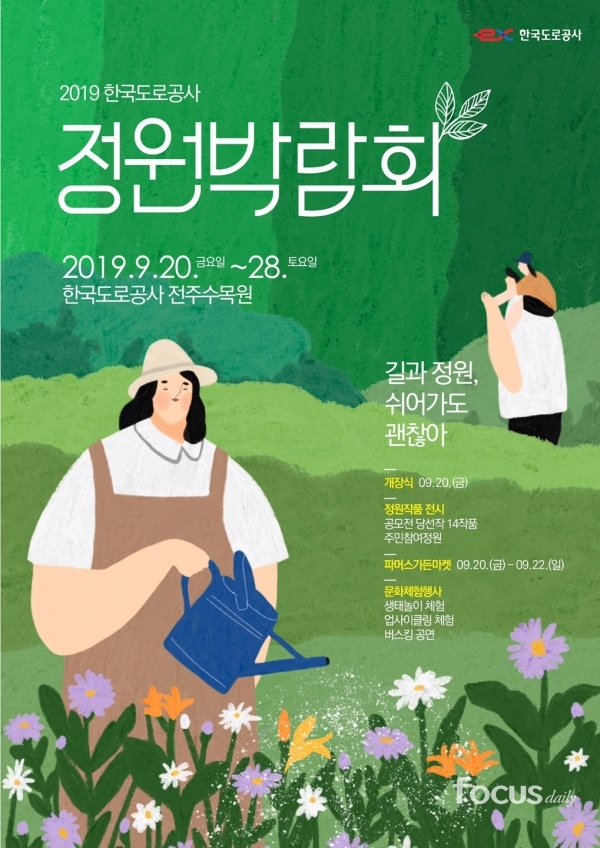 ex 한국도로공사
2019 한국도로공사
정원박람회
2019.9.20.금요일 ~28.토요일
한국도로공사 전주수목원
길과 정원,
쉬어가도
괜찮아
개장식 09.20.(금)
정원작품 전시
공모전 당선작 14작품
주민참여정원
파머스가든마켓 09.20.(금) – 09.22.(일)
문화체험행사
생태놀이 체험
업사이클링 체험
버스킹 공연
focus daily